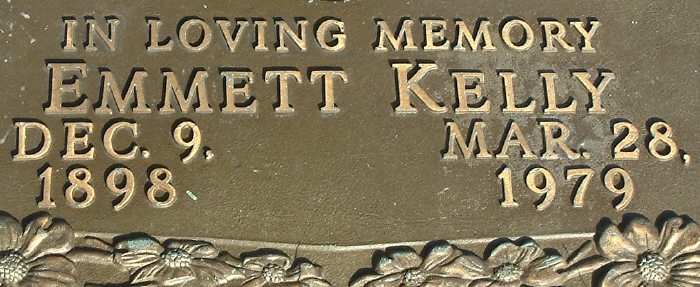 IN LOVING MEMORY
EMMETT KELLY
DEC. 9, MAR. 28,
1898 1979